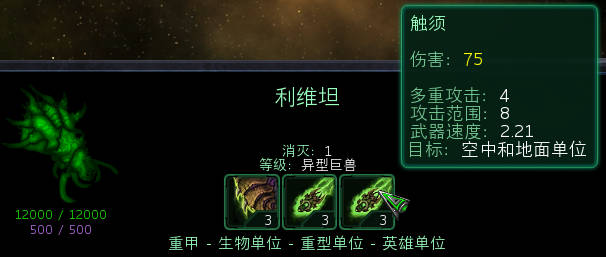 触须
伤害: 75
多重攻击: 4
攻击范围: 8
武器速度: 2.21
目标: 空中和地面单位
利维坦
消灭: 1
等级: 异型巨兽
3
3
3
12000 / 12000
500 / 500
重甲 - 生物单位 - 重型单位 - 英雄单位